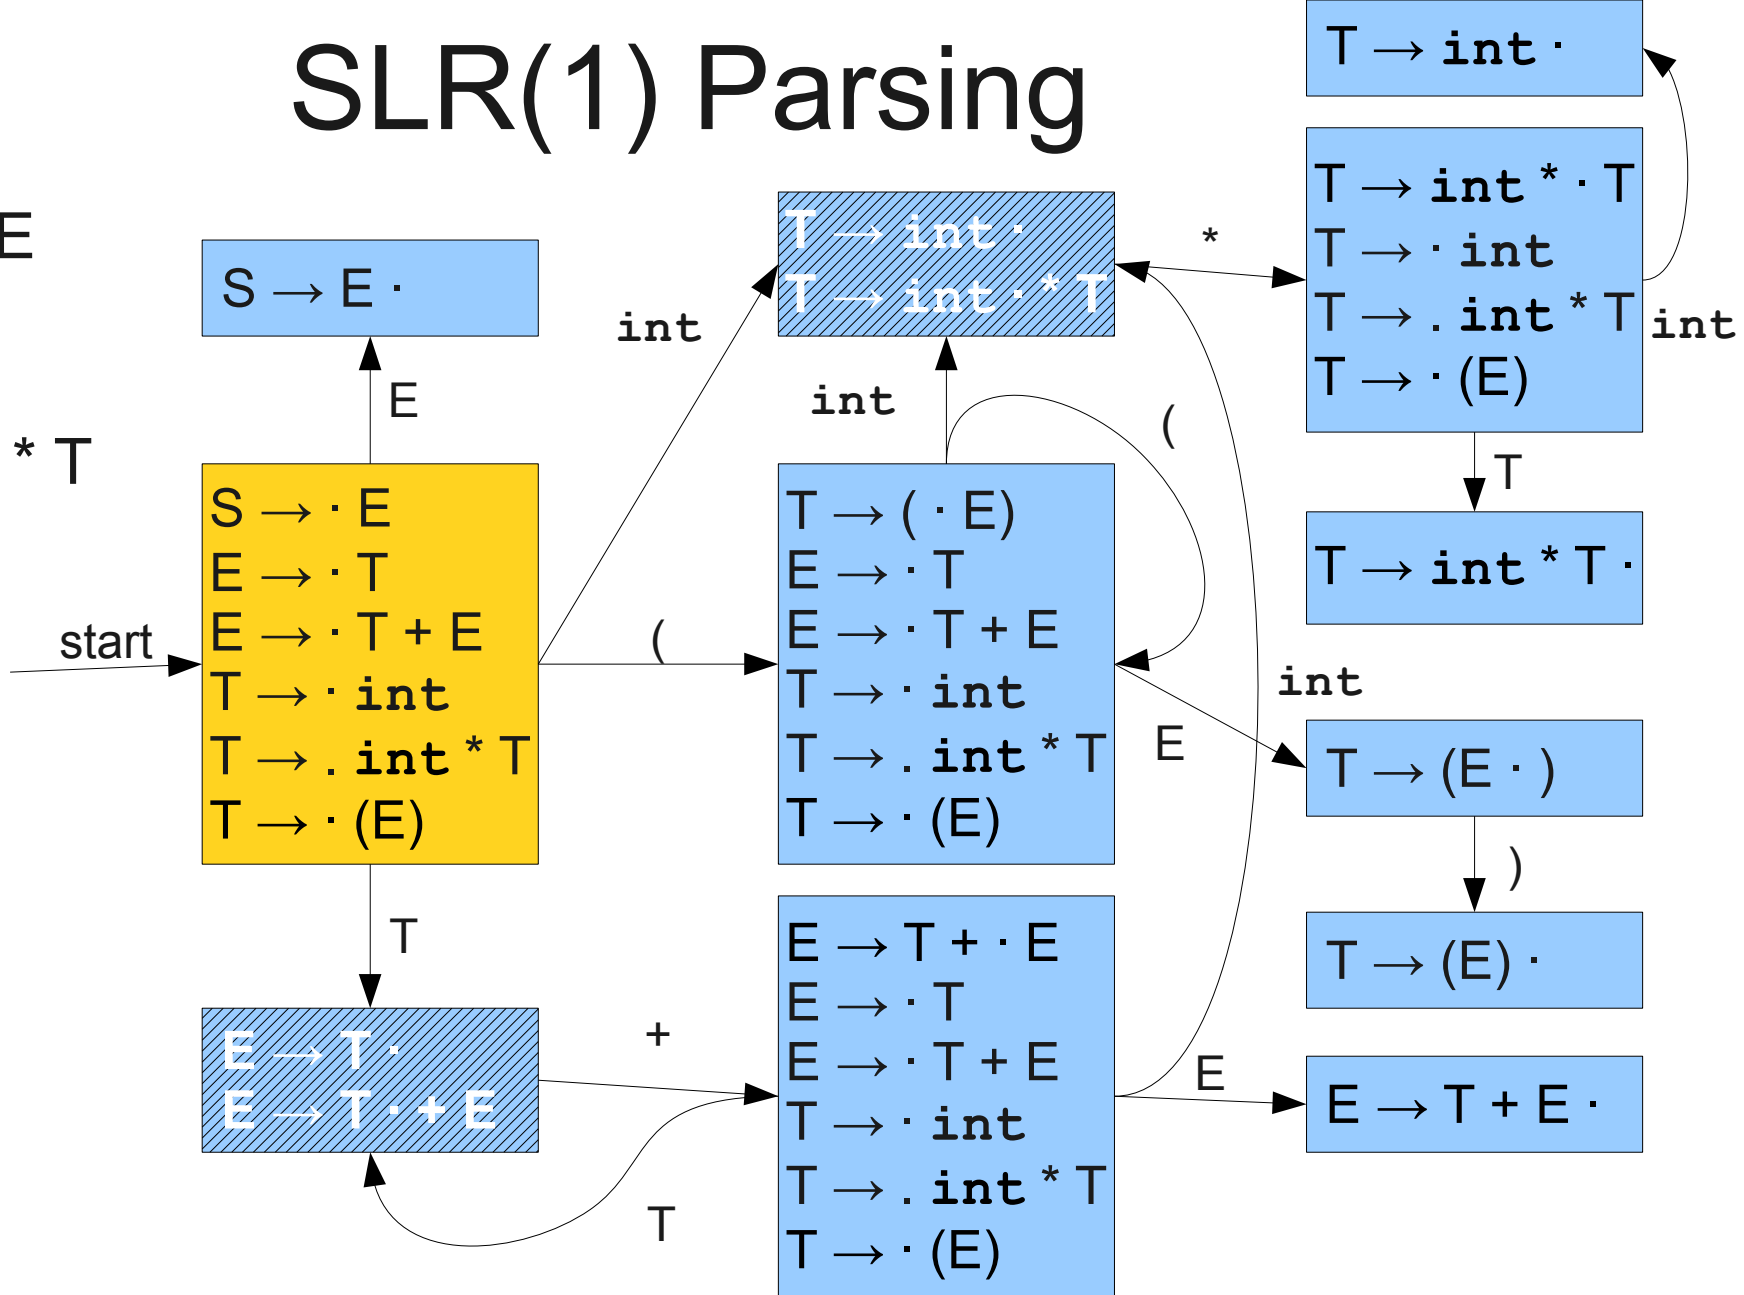 SLR(1) Parsing
E
* T
start
S → E ·
E
S → · E
E → · T
E → · T + E
T → · int
T → . int * T
T → · (E)
T
E → T ·
E → T · + E
int
(
+
T
T → int ·
T → int · * T
int
(
T → ( · E)
E → · T
E → · T + E
T → · int
T → . int * T
T → · (E)
E → T + · E
E → · T
E → · T + E
T → · int
T → . int * T
T → · (E)
*
E
int
E
T → int ·
T → int * · T
T → · int
T → . int * T
T → · (E)
int
T
T → int * T ·
T → (E · )
)
T → (E) ·
E → T + E ·